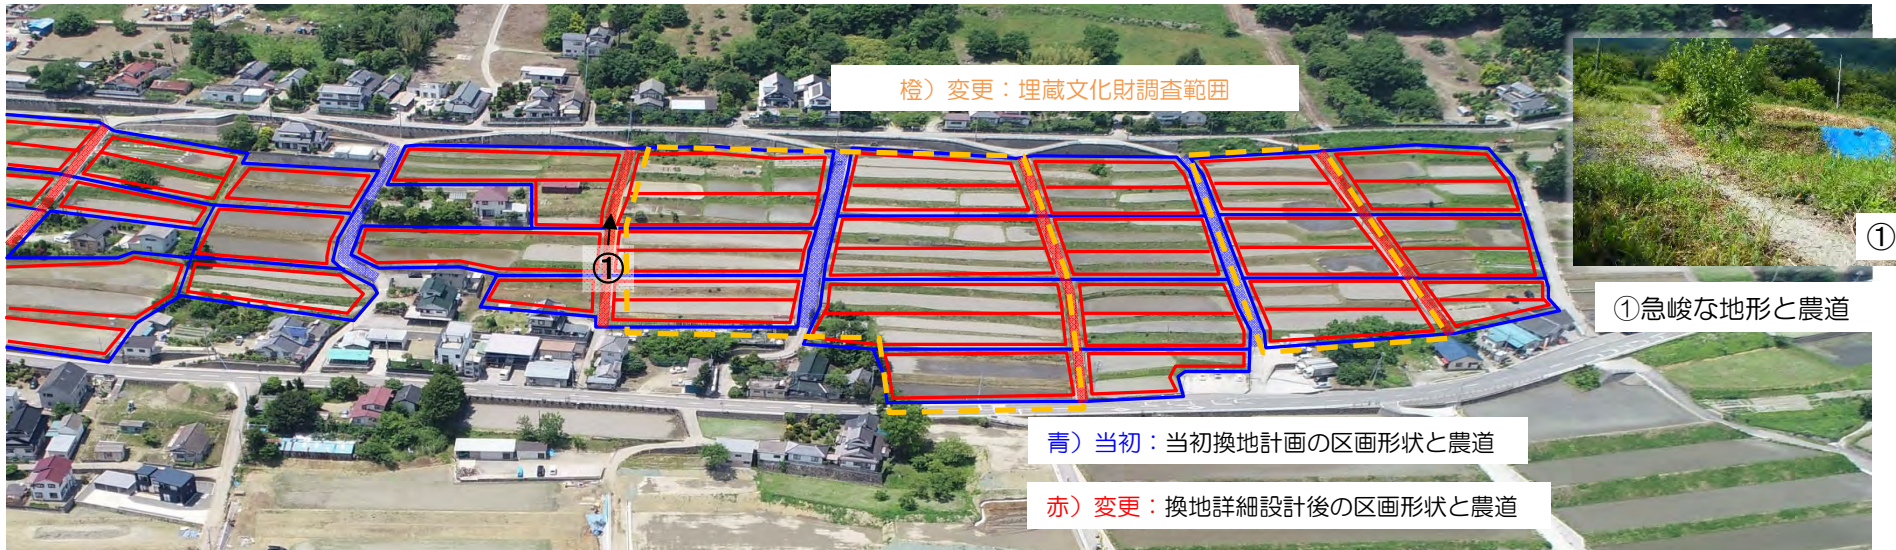 橙）変更：埋蔵文化財調査範囲
①
①
①急峻な地形と農道
青）当初：当初換地計画の区画形状と農道
赤）変更：換地詳細設計後の区画形状と農道